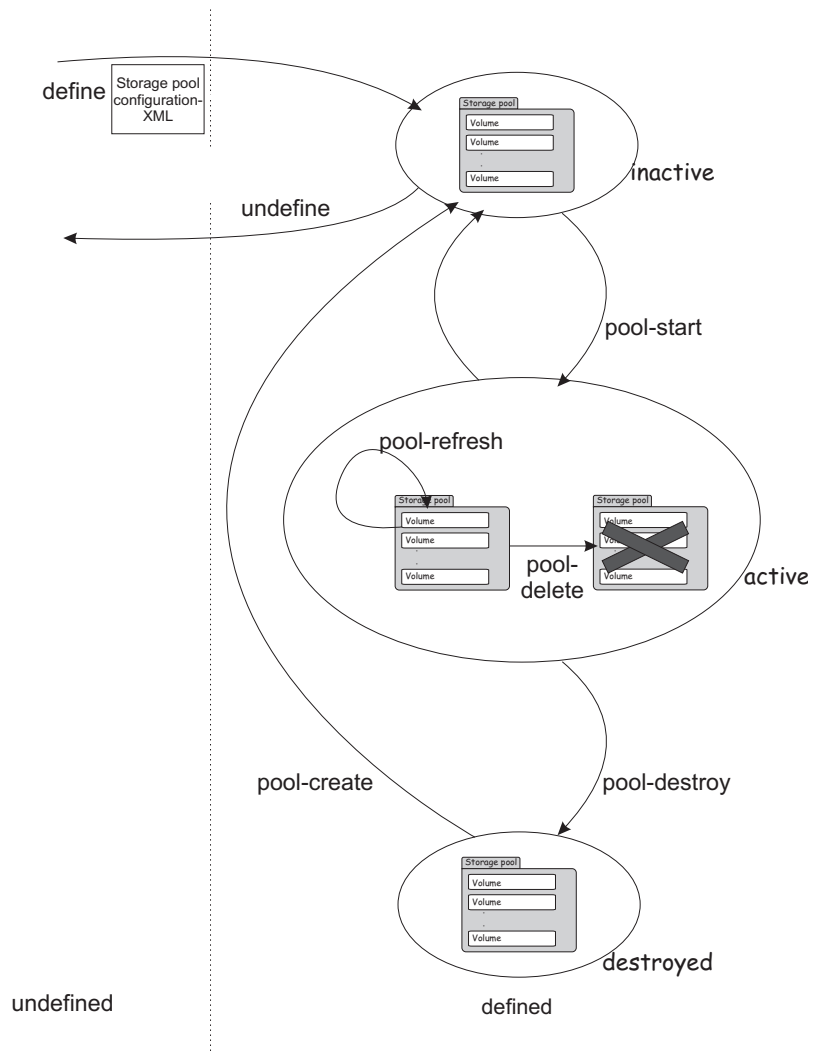 define
Storage pool
configuration-
XML
Storage pool
Volume
Volume
Volume
inactive
undefine
pool-start
pool-refresh
Storage pool
Volume
Volume
Volume
pool-
delete
Storage pool
Volume
Volume
active
pool-create
pool-destroy
Storage pool
Volume
Volume
Volume
destroyed
undefined
defined